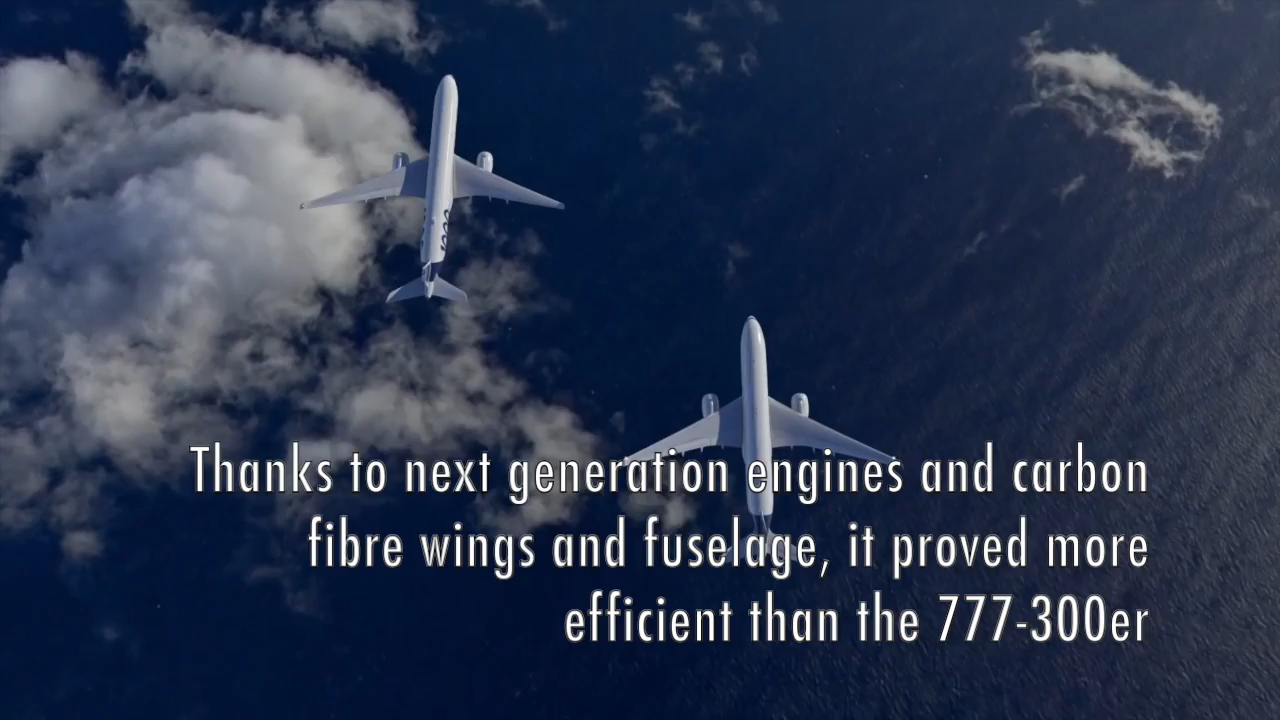 1000
Thanks to next generation engines and carbon
fibre wings and fuselage, it proved more
efficient than the 777-300er